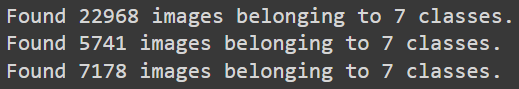 Found 22968 images belonging to 7 classes.
Found 5741 images belonging to 7 classes.
Found 7178 images belonging to 7 classes.